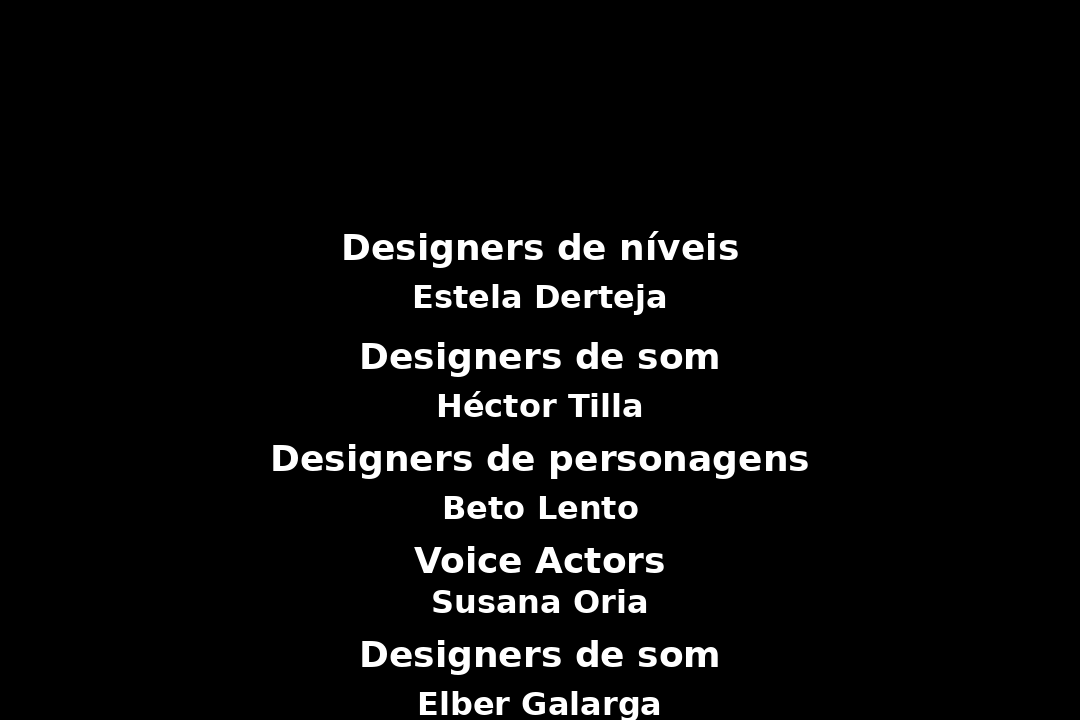 Designers de níveis
Estela Derteja
Designers de som
Héctor Tilla
Designers de personagens
Beto Lento
Voice Actors
Susana Oria
Designers de som
Elber Galarga